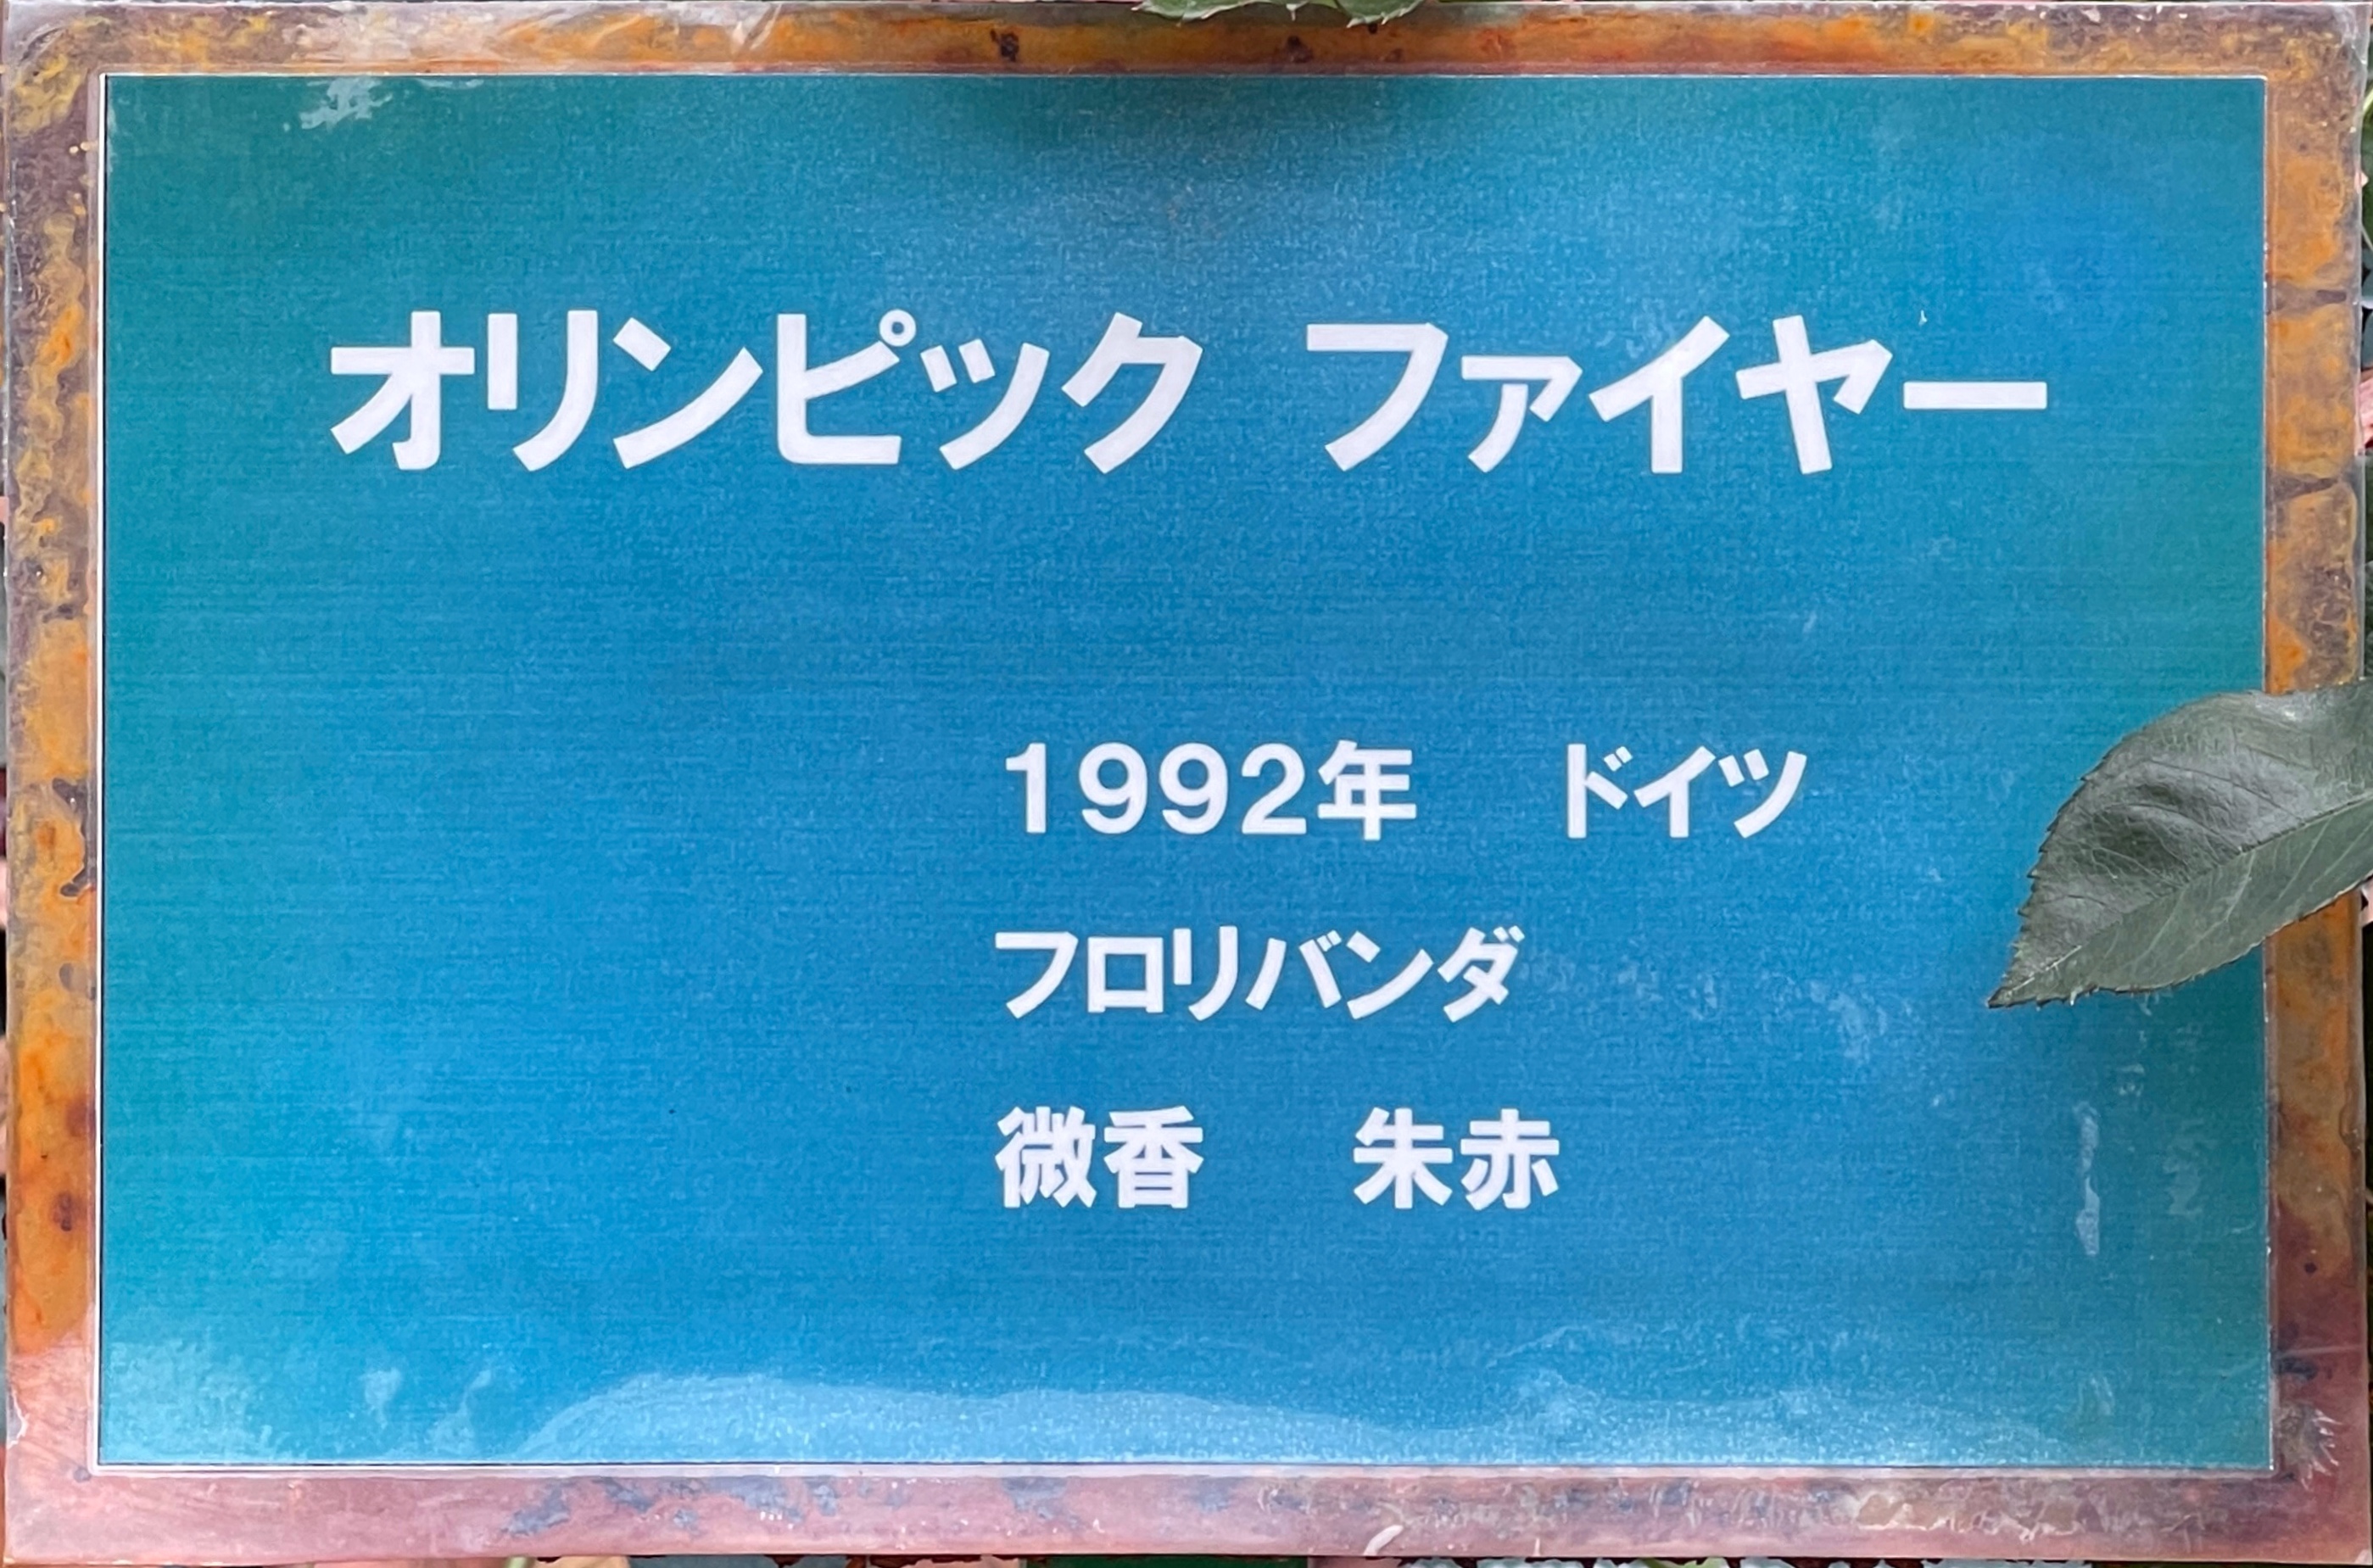 オリンピック ファイヤー
1992年　ドイツ
フロリバンダ
微香　朱赤